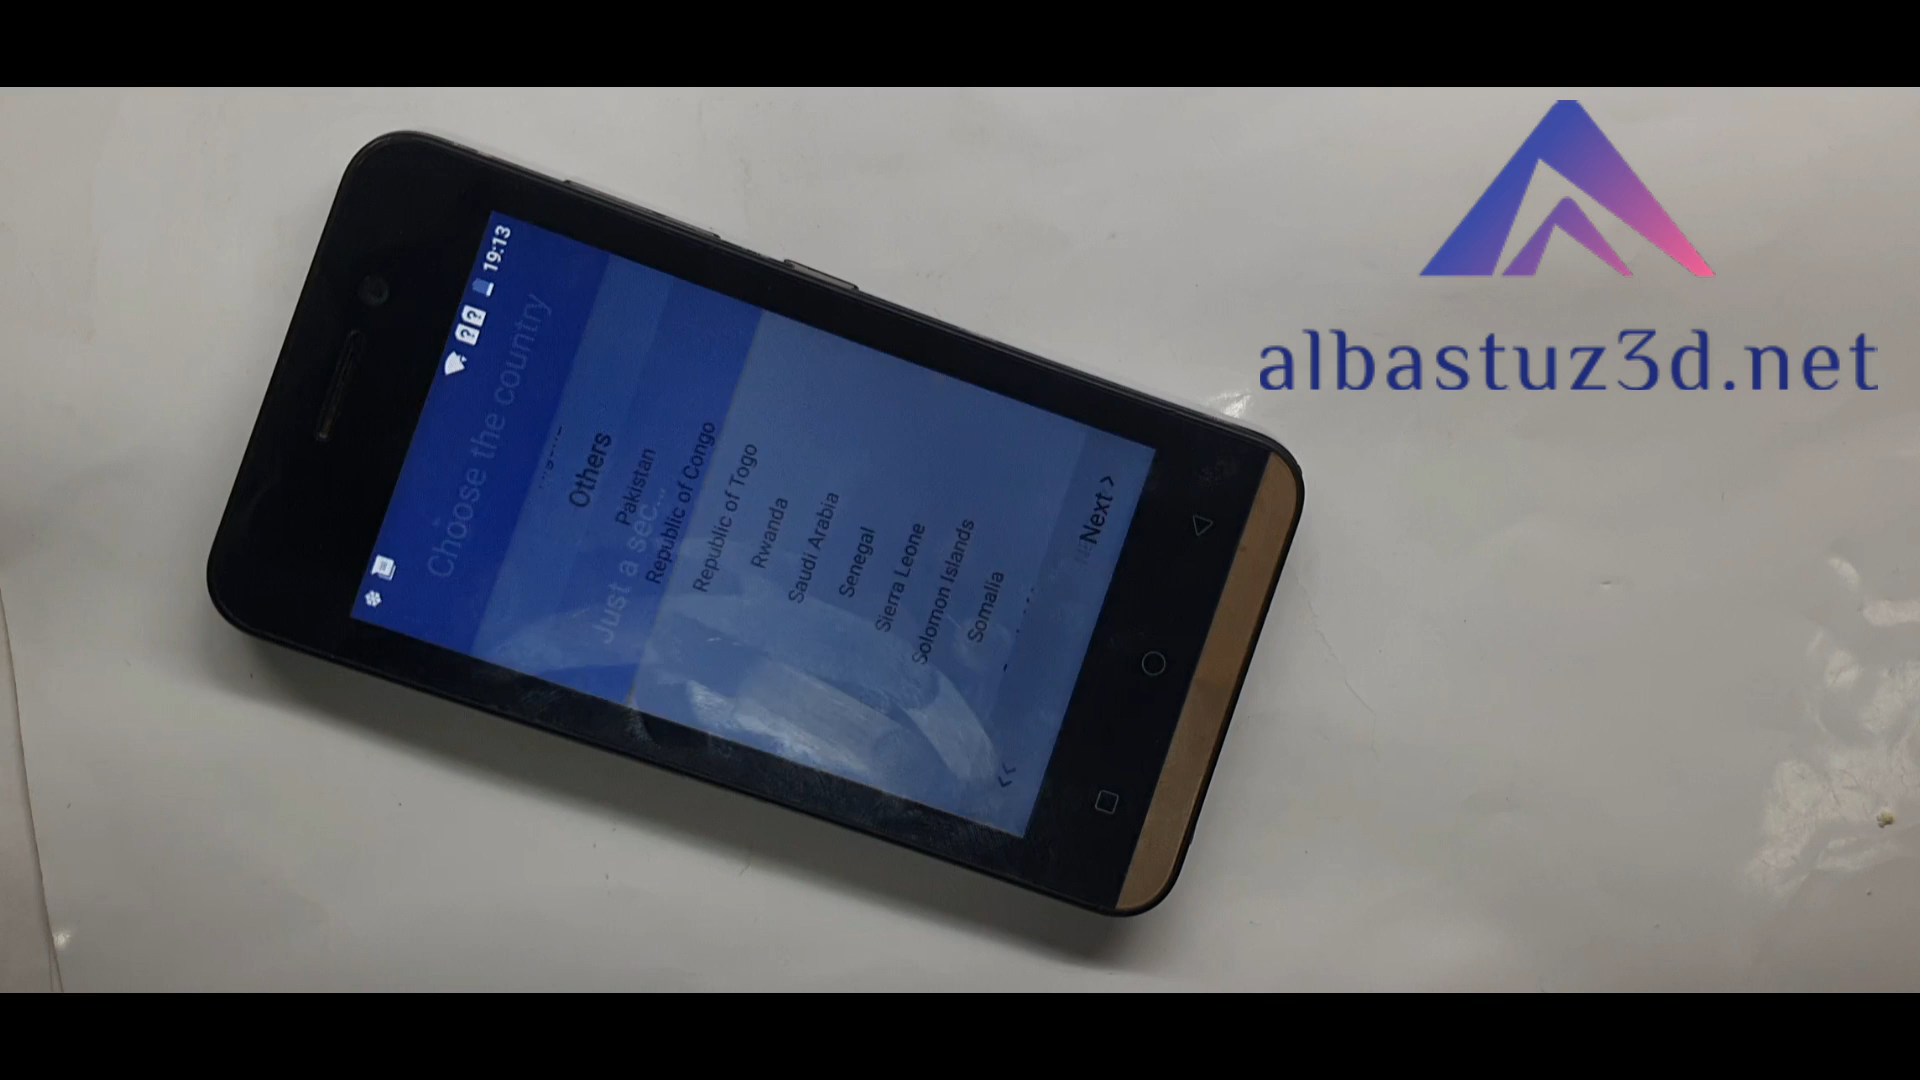 19:13
Choose the country
Others
Pakistan
Just a sec...
Republic of Congo
Republic of Togo
Rwanda
Saudi Arabia
Senegal
Sierra Leone
Solomon Islands
Somalia
Next >
albastuz3d.net